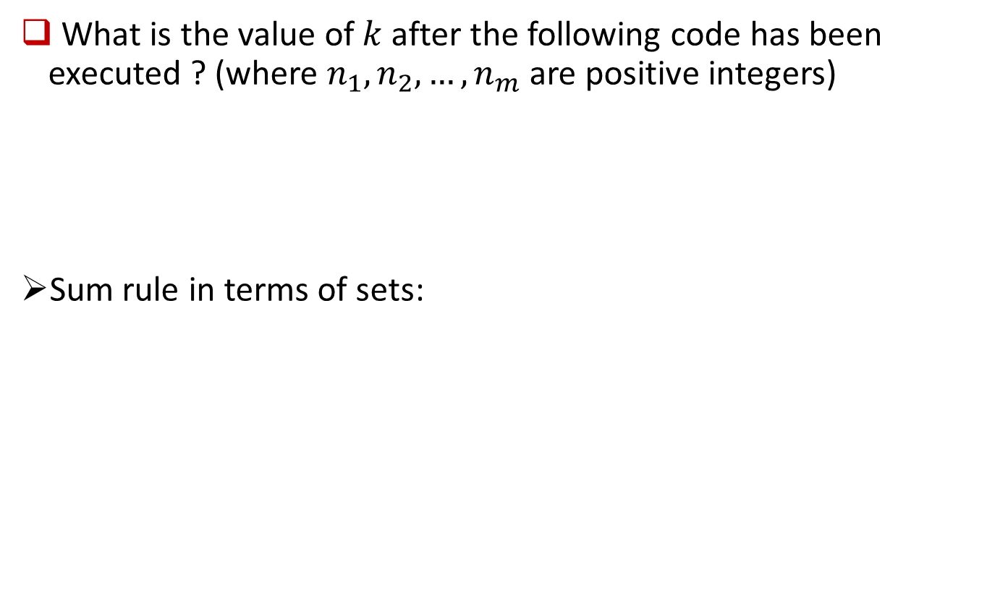 ❑ What is the value of 𝑘 after the following code has been
executed ? (where 𝑛₁, 𝑛₂, … , 𝑛ₘ are positive integers)
➢Sum rule in terms of sets: